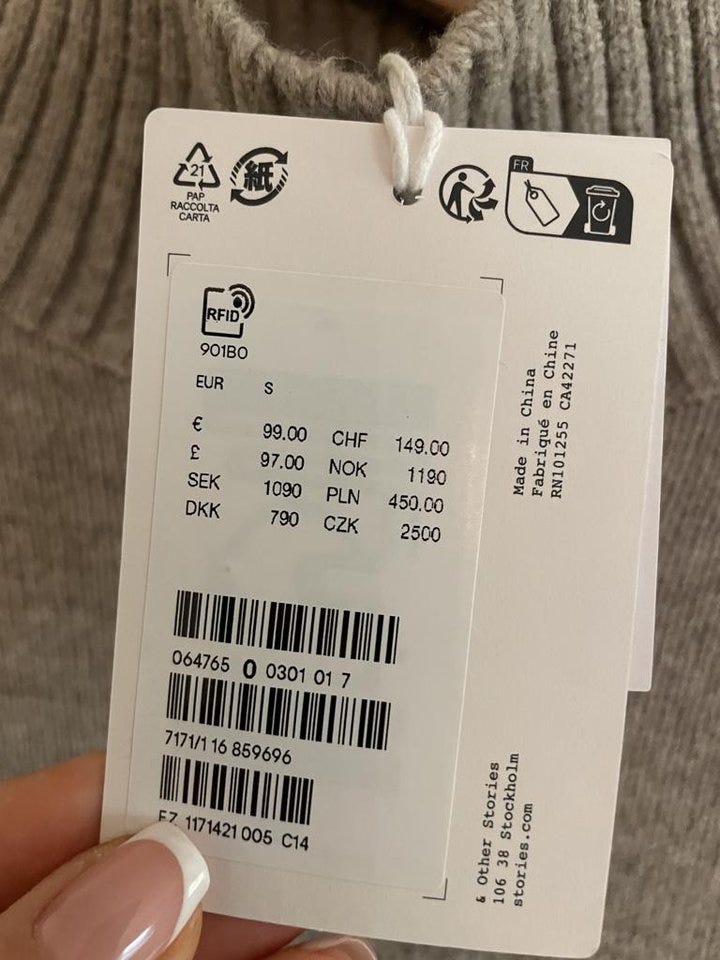 21
PAP
RACCOLTA
CARTA
紙
FR
RFID
901B0
EUR S
€ 99.00 CHF 149.00
£ 97.00 NOK 1190
SEK 1090 PLN 450.00
DKK 790 CZK 2500
064765 0 0301 01 7
7171/1 16 859696
1171421 005 C14
Made in China
Fabriqué en Chine
RN101255 CA42271
& Other Stories
106 38 Stockholm
stories.com